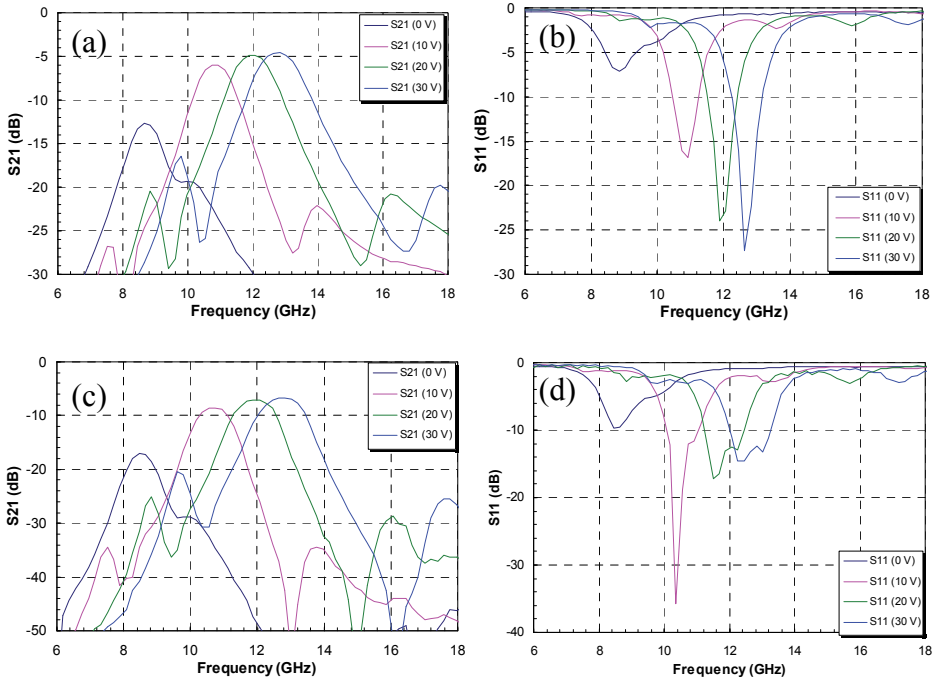 (a)
S21 (0 V)
S21 (10 V)
S21 (20 V)
S21 (30 V)
0
-5
-10
-15
-20
-25
-30
S21 (dB)
6 8 10 12 14 16 18
Frequency (GHz)
(b)
S11 (0 V)
S11 (10 V)
S11 (20 V)
S11 (30 V)
0
-5
-10
-15
-20
-25
-30
S11 (dB)
6 8 10 12 14 16 18
Frequency (GHz)
(c)
S21 (0 V)
S21 (10 V)
S21 (20 V)
S21 (30 V)
0
-10
-20
-30
-40
-50
S21 (dB)
6 8 10 12 14 16 18
Frequency (GHz)
(d)
S11 (0 V)
S11 (10 V)
S11 (20 V)
S11 (30 V)
0
-10
-20
-30
-40
S11 (dB)
6 8 10 12 14 16 18
Frequency (GHz)